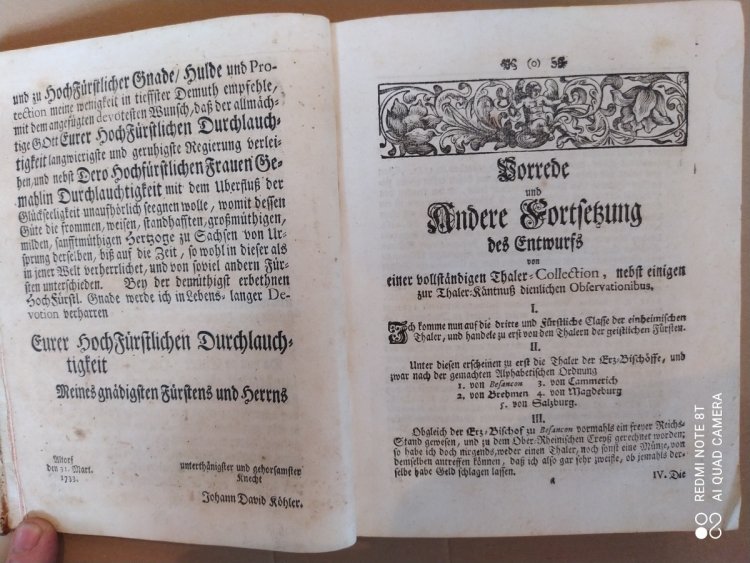 und zu HochFürstlicher Gnade/ Hulde und Pro-
tection meine wenigkeit in tieffster Demuth empfehle,
mit dem angefügten devotesten Wunsch, daß der allmäch-
tige GOtt Eurer HochFürstlichen Durchlauch-
tigkeit langwierigste und geruhigste Regierung verlei-
hen, und nebst Dero Hochfürstlichen Frauen Ge-
mahlin Durchlauchtigkeit mit dem Uberfluß der
Glückseeligkeit unaufhörlich seegnen wolle, womit dessen
Güte die frommen, weisen, standhafften, großmüthigen,
milden, sanfftmüthigen Hertzoge zu Sachsen von Ur-
sprung derselben, biß auf die Zeit, so wohl in dieser als
in jener Welt verherrlichet, und von soviel andern Für-
sten unterschieden. Bey der demüthigst erbethnen
HochFürstl. Gnade werde ich in Lebens-langer De-
votion verharren
Eurer HochFürstlichen Durchlauch-
tigkeit
Meines gnädigsten Fürstens und Herrns
Altorf
den 31. Mart.
1733.
unterthänigster und gehorsamster
Knecht
Johann David Köhler.
(o)
Vorrede
und
Andere Fortsetzung
des Entwurfs
von
einer vollständigen Thaler-Collection, nebst einigen
zur Thaler-Käntnuß dienlichen Observationibus.
I.
Ich komme nun auf die dritte und Fürstliche Classe der einheimischen
Thaler, und handele zu erst von den Thalern der geistlichen Fürsten.
II.
Unter diesen erscheinen zu erst die Thaler der Erz-Bischöffe, und
zwar nach der gemachten Alphabetischen Ordnung
1. von Besancon 3. von Cammerich
2. von Brehmen 4. von Magdeburg
5. von Salzburg.
III.
Obgleich der Erz-Bischof zu Besancon vormahls ein freyer Reichs-
Stand gewesen, und zu dem Ober-Rheinischen Creyß gerechnet worden;
so habe ich doch nirgends, weder einen Thaler, noch sonst eine Münze, von
demselben antreffen können, daß ich also gar sehr zweifle, ob jemahls der-
selbe habe Geld schlagen lassen.
a IV. Die
REDMI NOTE 8T
AI QUAD CAMERA